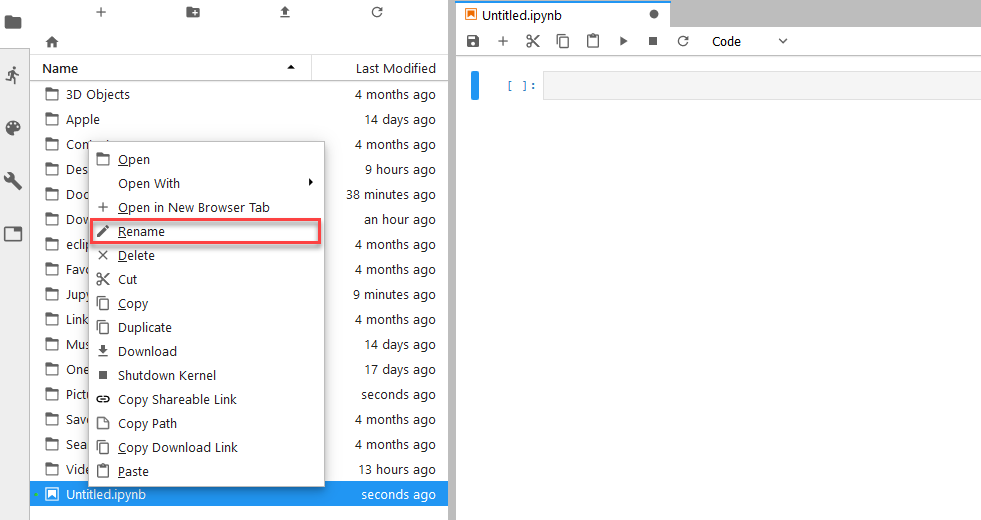 Untitled.ipynb
Code
Name Last Modified
[ ]:
3D Objects 4 months ago
Apple 14 days ago
Con 4 months ago
Des 9 hours ago
Doc 38 minutes ago
Dow an hour ago
eclip 4 months ago
Favo 4 months ago
Jupy 9 minutes ago
Link 4 months ago
Mus 14 days ago
One 17 days ago
Pictu seconds ago
Save 4 months ago
Sear 4 months ago
Vide 13 hours ago
Untitled.ipynb seconds ago
Open
Open With
Open in New Browser Tab
Rename
Delete
Cut
Copy
Duplicate
Download
Shutdown Kernel
Copy Shareable Link
Copy Path
Copy Download Link
Paste